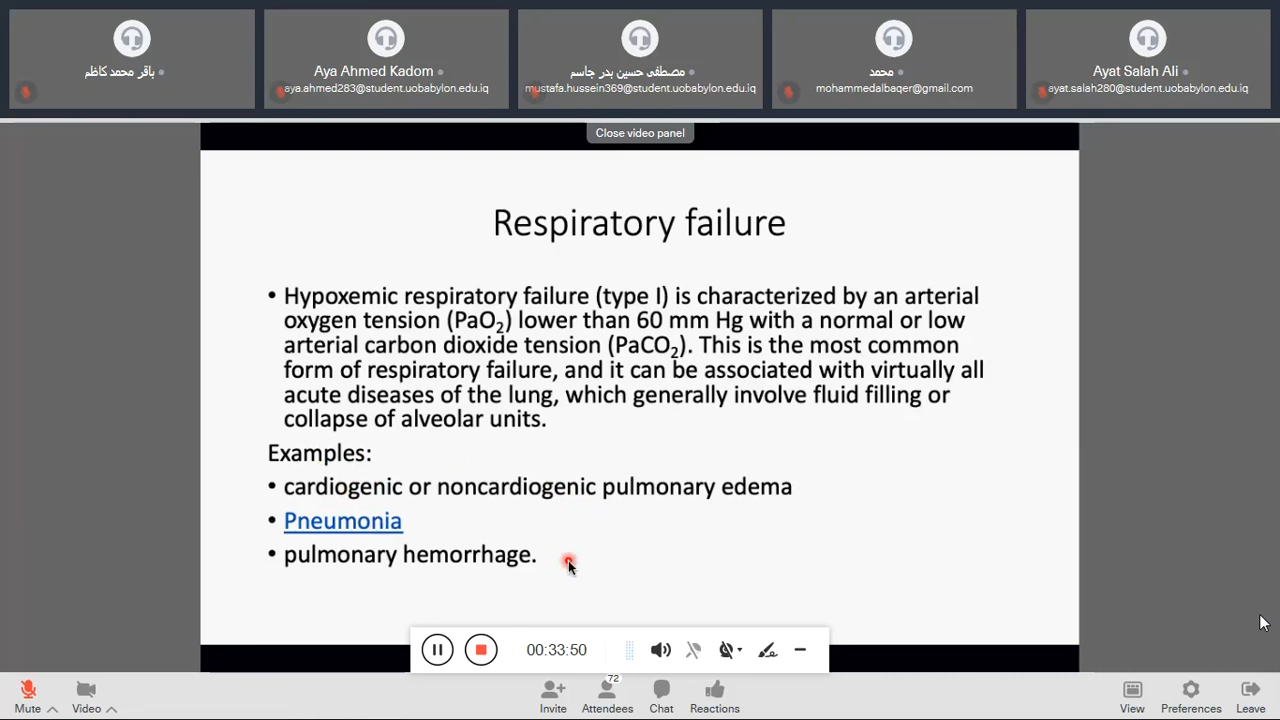 باقر محمد كاظم
Aya Ahmed Kadom
aya.ahmed283@student.uobabylon.edu.iq
مصطفى حسين بدر جاسم
mustafa.hussein369@student.uobabylon.edu.iq
محمد
mohammedalbaqer@gmail.com
Ayat Salah Ali
ayat.salah280@student.uobabylon.edu.iq
Close video panel
Respiratory failure
• Hypoxemic respiratory failure (type I) is characterized by an arterial
oxygen tension (PaO₂) lower than 60 mm Hg with a normal or low
arterial carbon dioxide tension (PaCO₂). This is the most common
form of respiratory failure, and it can be associated with virtually all
acute diseases of the lung, which generally involve fluid filling or
collapse of alveolar units.
Examples:
• cardiogenic or noncardiogenic pulmonary edema
• Pneumonia
• pulmonary hemorrhage.
00:33:50
72
Mute Video Invite Attendees Chat Reactions View Preferences Leave